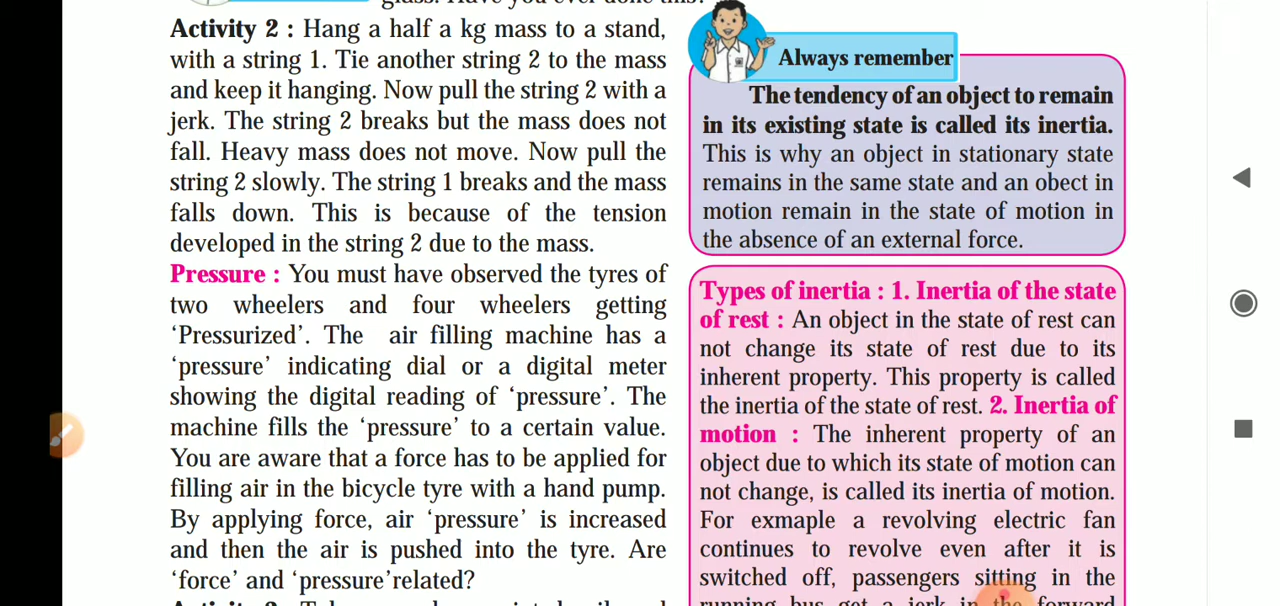 glass. Have you ever done this?
Activity 2 : Hang a half a kg mass to a stand,
with a string 1. Tie another string 2 to the mass
and keep it hanging. Now pull the string 2 with a
jerk. The string 2 breaks but the mass does not
fall. Heavy mass does not move. Now pull the
string 2 slowly. The string 1 breaks and the mass
falls down. This is because of the tension
developed in the string 2 due to the mass.
Pressure : You must have observed the tyres of
two wheelers and four wheelers getting
‘Pressurized’. The air filling machine has a
‘pressure’ indicating dial or a digital meter
showing the digital reading of ‘pressure’. The
machine fills the ‘pressure’ to a certain value.
You are aware that a force has to be applied for
filling air in the bicycle tyre with a hand pump.
By applying force, air ‘pressure’ is increased
and then the air is pushed into the tyre. Are
‘force’ and ‘pressure’related?
Always remember
The tendency of an object to remain
in its existing state is called its inertia.
This is why an object in stationary state
remains in the same state and an obect in
motion remain in the state of motion in
the absence of an external force.
Types of inertia : 1. Inertia of the state
of rest : An object in the state of rest can
not change its state of rest due to its
inherent property. This property is called
the inertia of the state of rest. 2. Inertia of
motion : The inherent property of an
object due to which its state of motion can
not change, is called its inertia of motion.
For exmaple a revolving electric fan
continues to revolve even after it is
switched off, passengers sitting in the
running bus get a jerk in the forward